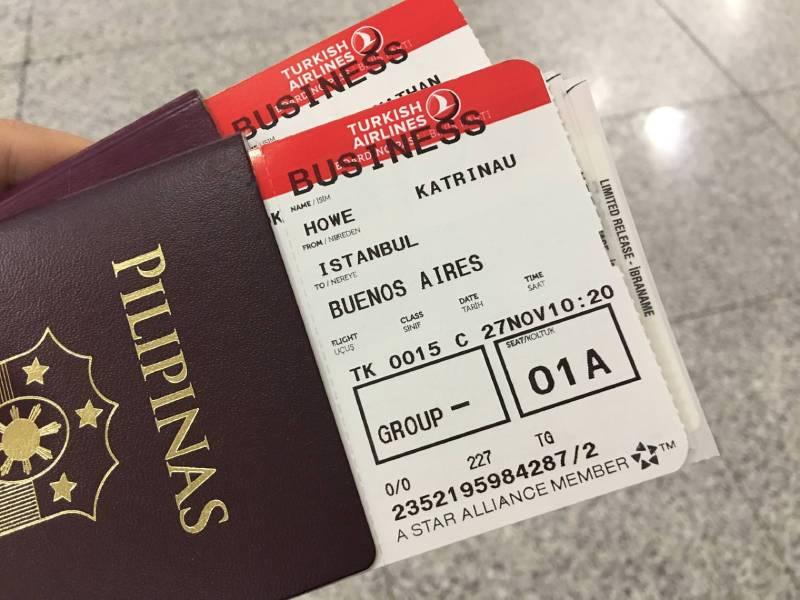 TURKISH
AIRLINES
BUSINESS
TURKISH
AIRLINES
BUSINESS
NAME / İSİM
HOWE KATRINAU
FROM / NEREDEN
ISTANBUL
TO / NEREYE
BUENOS AIRES
FLIGHT CLASS DATE TIME
UÇUŞ SINIF TARİH SAAT
TK 0015 C 27NOV10:20
GROUP –
SEAT/KOLTUK
01A
0/0 227 TG
2352195984287/2
A STAR ALLIANCE MEMBER TM
LIMITED RELEASE - İBRANAME
PILIPINAS